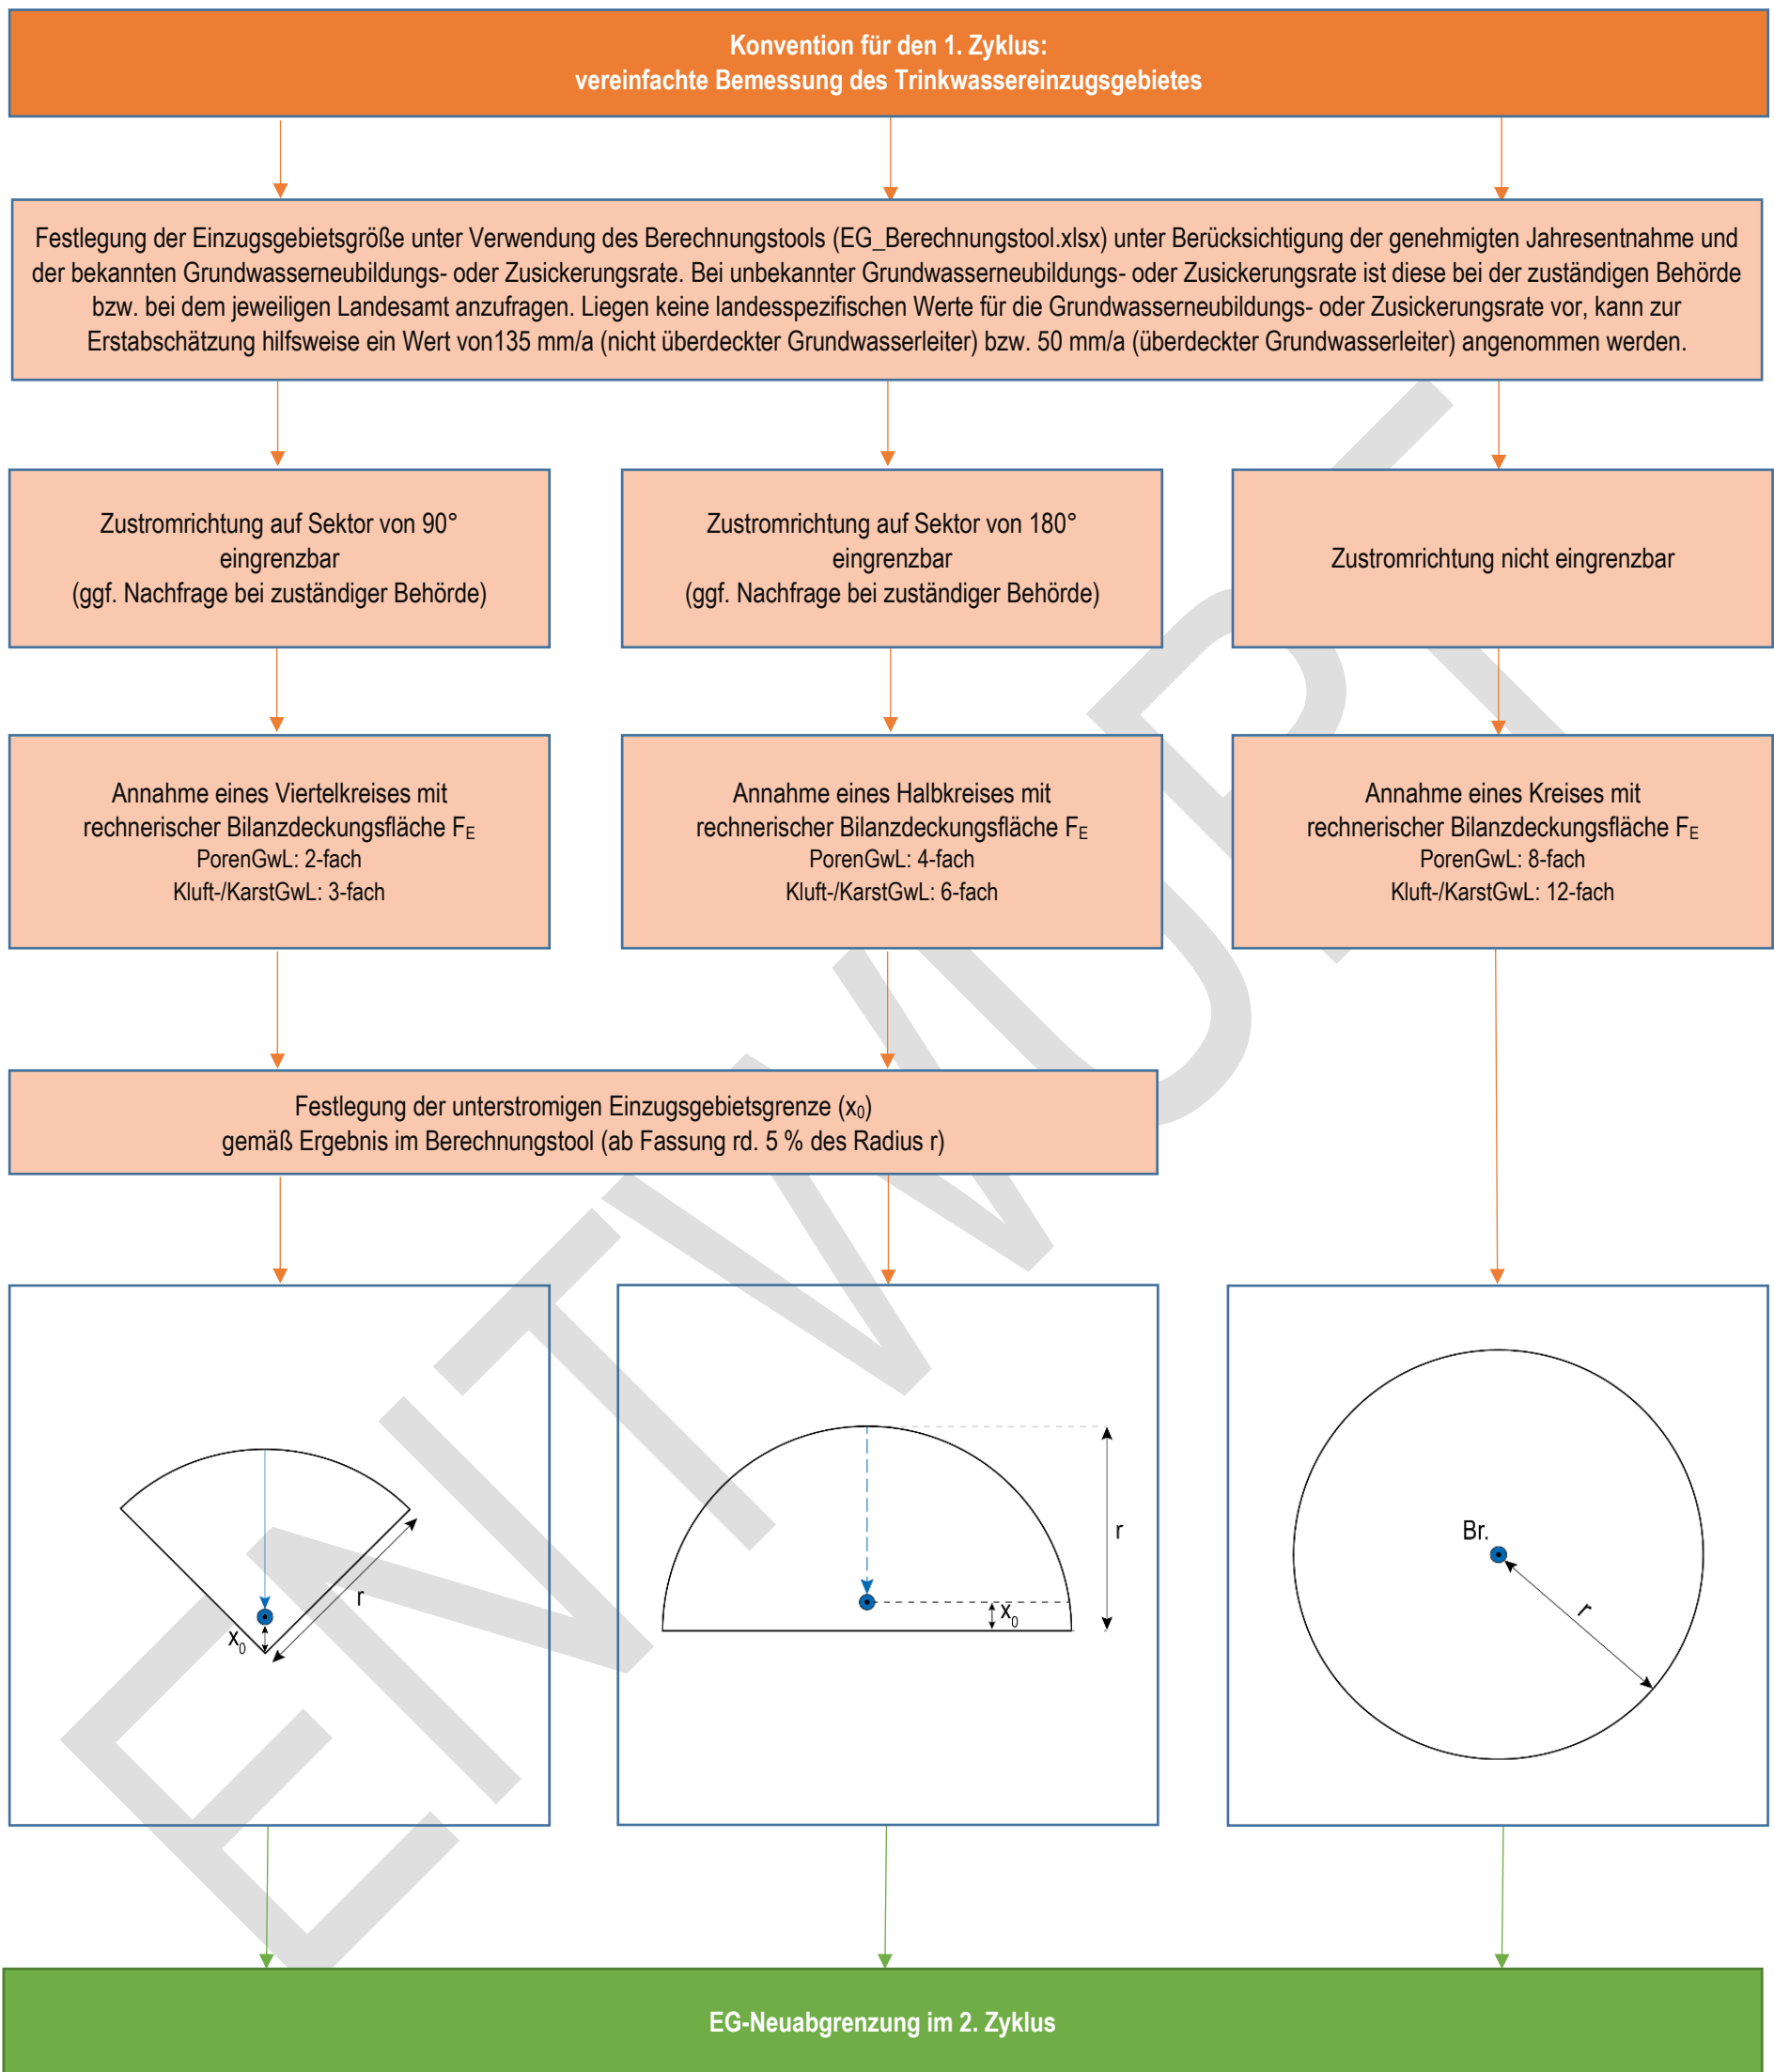 Konvention für den 1. Zyklus:
vereinfachte Bemessung des Trinkwassereinzugsgebietes
Festlegung der Einzugsgebietsgröße unter Verwendung des Berechnungstools (EG_Berechnungstool.xlsx) unter Berücksichtigung der genehmigten Jahresentnahme und
der bekannten Grundwasserneubildungs- oder Zusickerungsrate. Bei unbekannter Grundwasserneubildungs- oder Zusickerungsrate ist diese bei der zuständigen Behörde
bzw. bei dem jeweiligen Landesamt anzufragen. Liegen keine landesspezifischen Werte für die Grundwasserneubildungs- oder Zusickerungsrate vor, kann zur
Erstabschätzung hilfsweise ein Wert von135 mm/a (nicht überdeckter Grundwasserleiter) bzw. 50 mm/a (überdeckter Grundwasserleiter) angenommen werden.
Zustromrichtung auf Sektor von 90°
eingrenzbar
(ggf. Nachfrage bei zuständiger Behörde)
Zustromrichtung auf Sektor von 180°
eingrenzbar
(ggf. Nachfrage bei zuständiger Behörde)
Zustromrichtung nicht eingrenzbar
Annahme eines Viertelkreises mit
rechnerischer Bilanzdeckungsfläche F_E
PorenGwL: 2-fach
Kluft-/KarstGwL: 3-fach
Annahme eines Halbkreises mit
rechnerischer Bilanzdeckungsfläche F_E
PorenGwL: 4-fach
Kluft-/KarstGwL: 6-fach
Annahme eines Kreises mit
rechnerischer Bilanzdeckungsfläche F_E
PorenGwL: 8-fach
Kluft-/KarstGwL: 12-fach
Festlegung der unterstromigen Einzugsgebietsgrenze (x₀)
gemäß Ergebnis im Berechnungstool (ab Fassung rd. 5 % des Radius r)
r
x₀
r
x₀
Br.
r
EG-Neuabgrenzung im 2. Zyklus
ENTWURF